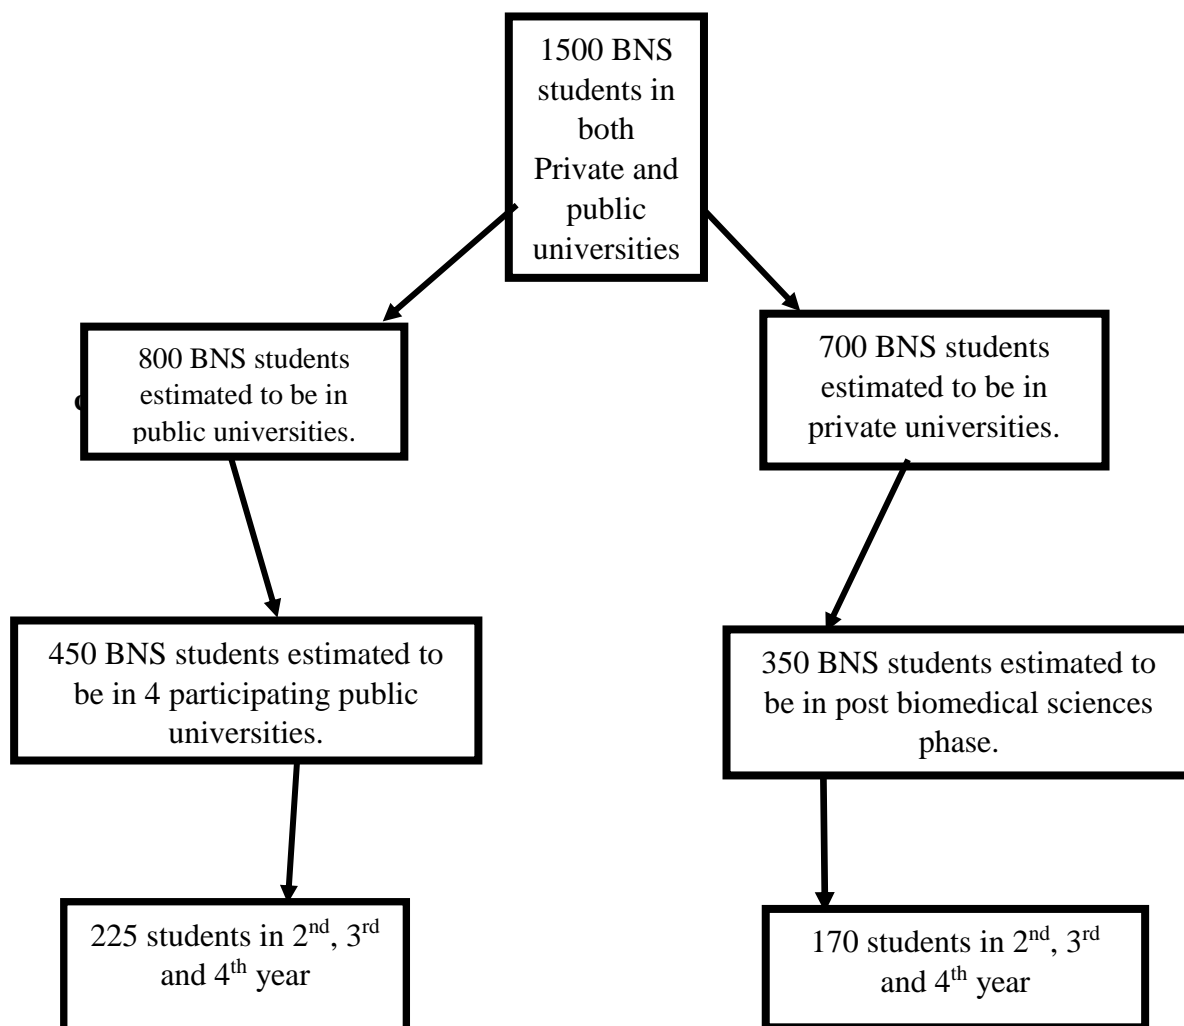 1500 BNS
students in
both
Private and
public
universities
800 BNS students
estimated to be in
public universities.
700 BNS students
estimated to be in
private universities.
450 BNS students estimated to
be in 4 participating public
universities.
350 BNS students estimated to
be in post biomedical sciences
phase.
225 students in 2nd, 3rd
and 4th year
170 students in 2nd, 3rd
and 4th year